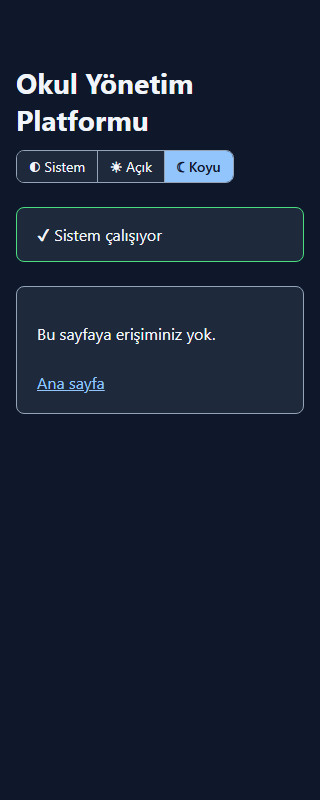 Okul Yönetim
Platformu
Sistem Açık Koyu
✓ Sistem çalışıyor
Bu sayfaya erişiminiz yok.
Ana sayfa